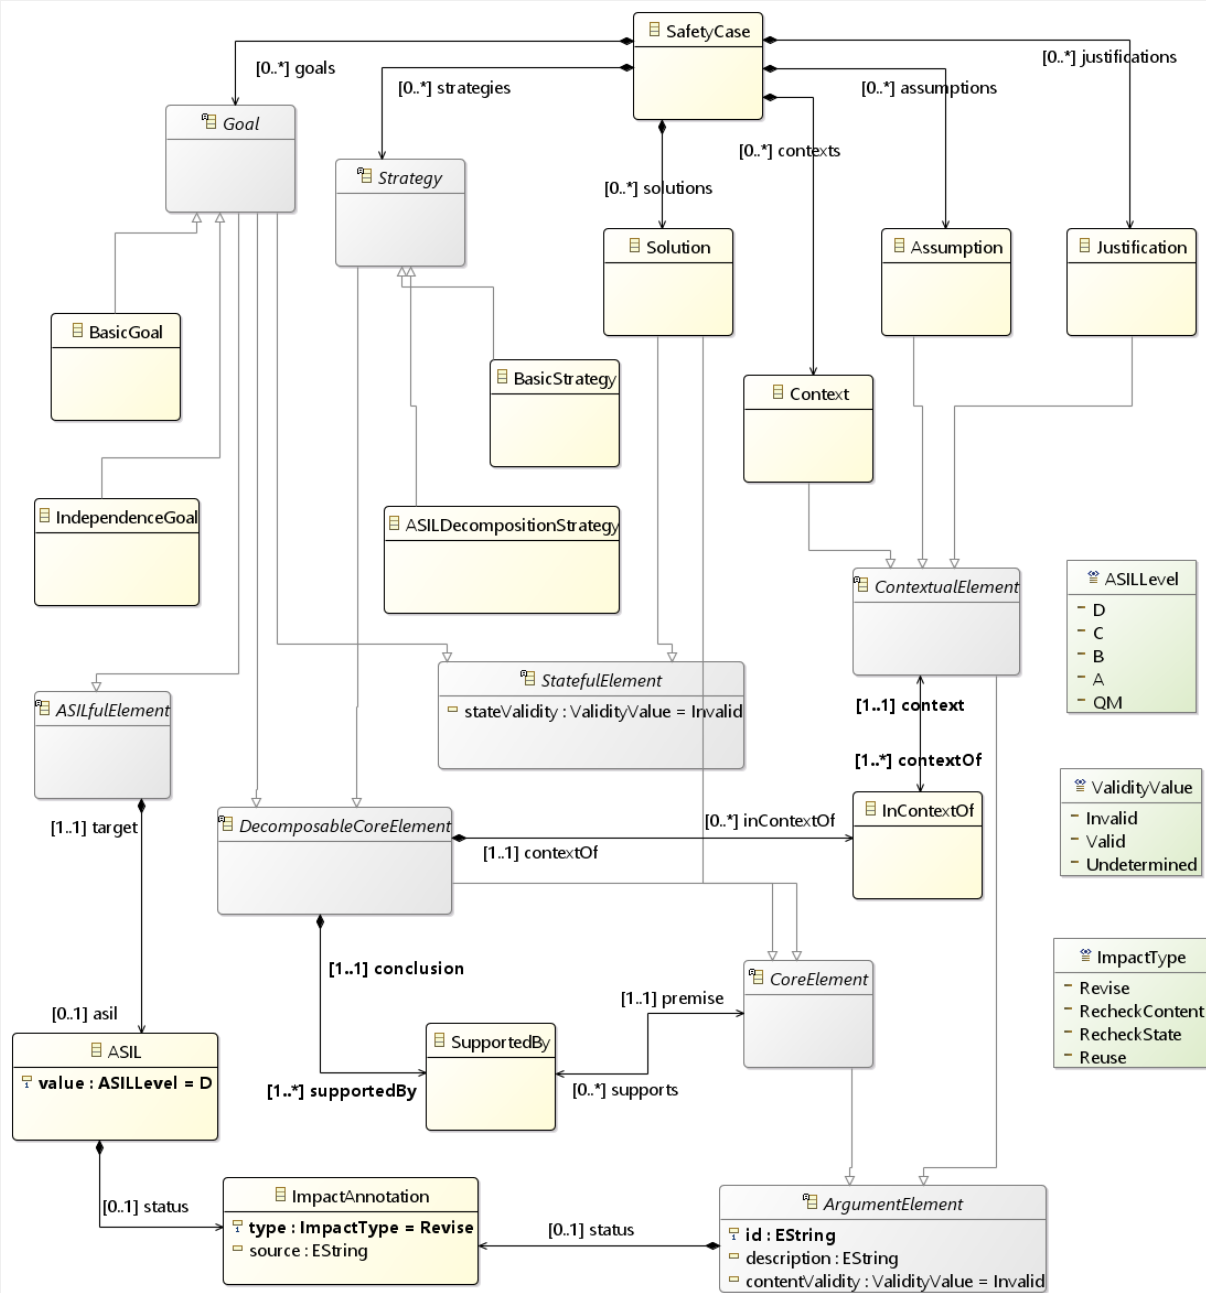 SafetyCase
[0..*] goals
[0..*] justifications
[0..*] strategies
[0..*] assumptions
Goal
[0..*] contexts
Strategy
[0..*] solutions
Solution
Assumption
Justification
BasicGoal
BasicStrategy
Context
IndependenceGoal
ASILDecompositionStrategy
ContextualElement
ASILLevel
D
C
B
A
QM
StatefulElement
stateValidity : ValidityValue = Invalid
ASILfulElement
[1..1] context
[1..*] contextOf
ValidityValue
Invalid
Valid
Undetermined
[1..1] target
DecomposableCoreElement
[0..*] inContextOf
[1..1] contextOf
InContextOf
[1..1] conclusion
ImpactType
Revise
RecheckContent
RecheckState
Reuse
CoreElement
[1..1] premise
[0..1] asil
ASIL
value : ASILLevel = D
SupportedBy
[1..*] supportedBy
[0..*] supports
[0..1] status
ImpactAnnotation
type : ImpactType = Revise
source : EString
[0..1] status
ArgumentElement
id : EString
description : EString
contentValidity : ValidityValue = Invalid